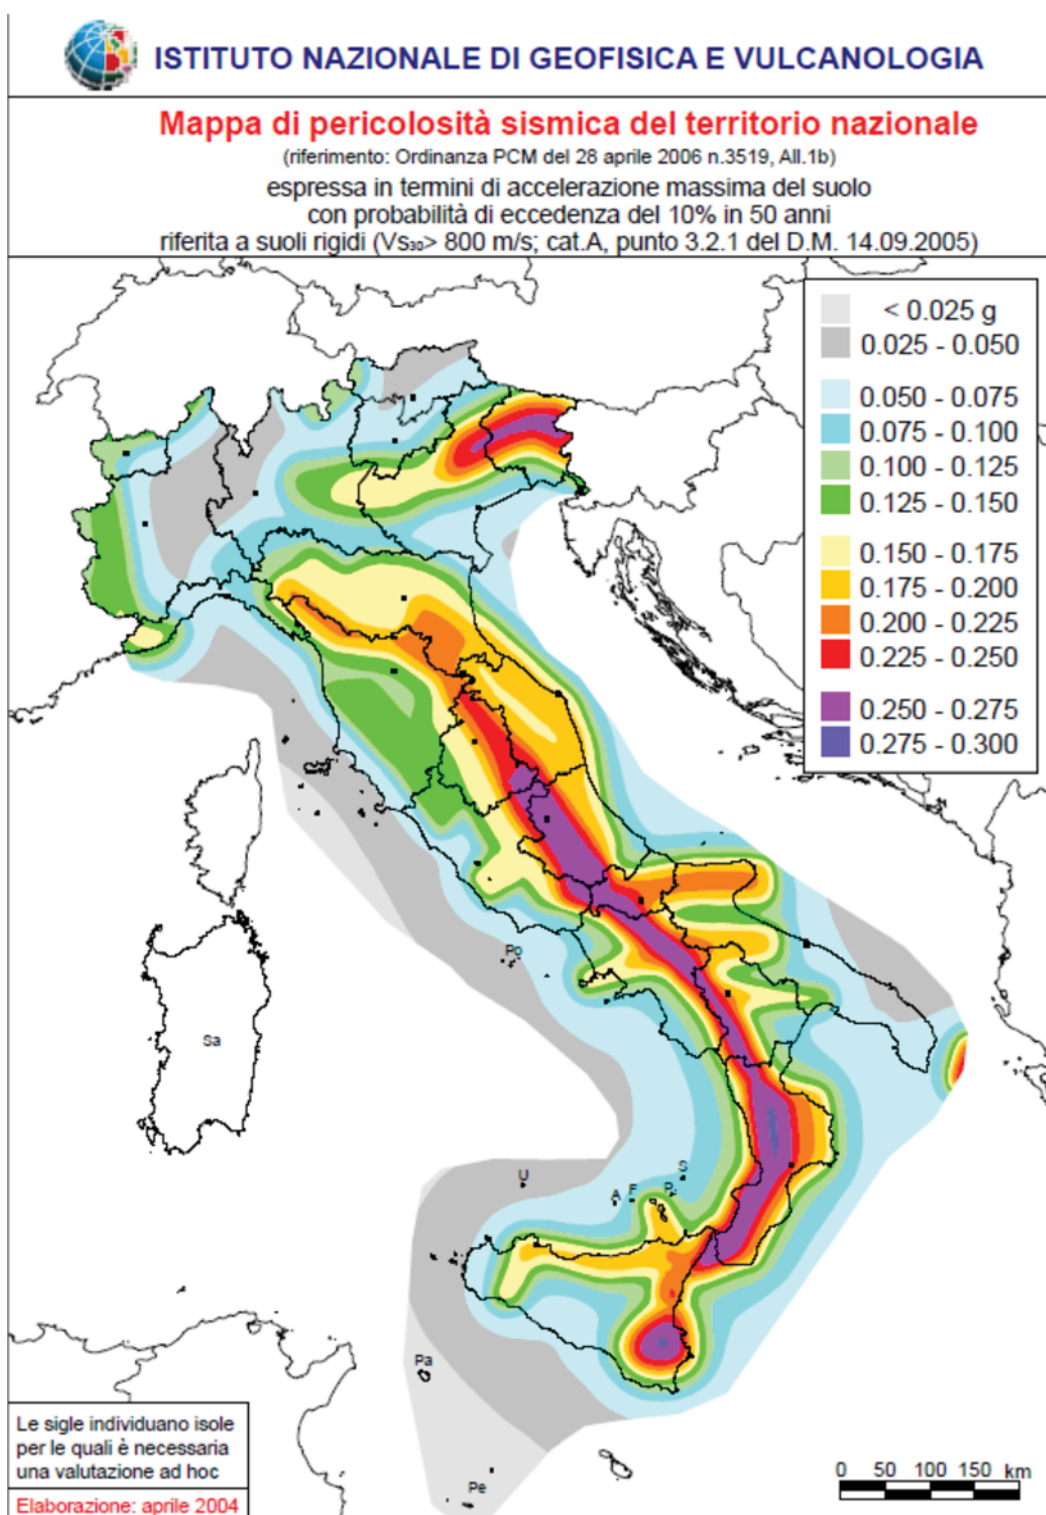 ISTITUTO NAZIONALE DI GEOFISICA E VULCANOLOGIA
Mappa di pericolosità sismica del territorio nazionale
(riferimento: Ordinanza PCM del 28 aprile 2006 n.3519, All.1b)
espressa in termini di accelerazione massima del suolo
con probabilità di eccedenza del 10% in 50 anni
riferita a suoli rigidi (Vs₃₀> 800 m/s; cat.A, punto 3.2.1 del D.M. 14.09.2005)
< 0.025 g
0.025 - 0.050
0.050 - 0.075
0.075 - 0.100
0.100 - 0.125
0.125 - 0.150
0.150 - 0.175
0.175 - 0.200
0.200 - 0.225
0.225 - 0.250
0.250 - 0.275
0.275 - 0.300
Po
Sa
U
S
A
F
Pa
Pe
Le sigle individuano isole
per le quali è necessaria
una valutazione ad hoc
Elaborazione: aprile 2004
0 50 100 150 km